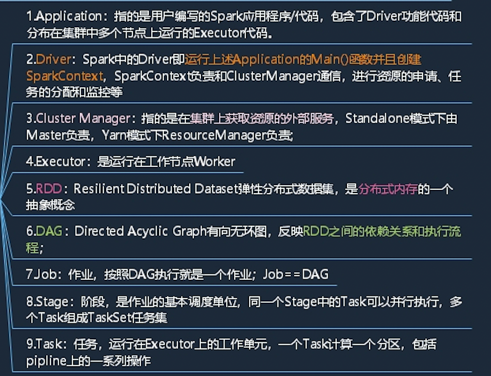 1.Application：指的是用户编写的Spark应用程序/代码，包含了Driver功能代码和
分布在集群中多个节点上运行的Executor代码。
2.Driver：Spark中的Driver即运行上述Application的Main()函数并且创建
SparkContext，SparkContext负责和ClusterManager通信，进行资源的申请、任
务的分配和监控等
3.Cluster Manager：指的是在集群上获取资源的外部服务，Standalone模式下由
Master负责，Yarn模式下ResourceManager负责;
4.Executor：是运行在工作节点Worker
5.RDD：Resilient Distributed Dataset弹性分布式数据集，是分布式内存的一个
抽象概念
6.DAG：Directed Acyclic Graph有向无环图，反映RDD之间的依赖关系和执行流
程；
7.Job：作业，按照DAG执行就是一个作业；Job==DAG
8.Stage：阶段，是作业的基本调度单位，同一个Stage中的Task可以并行执行，多
个Task组成TaskSet任务集
9.Task：任务，运行在Executor上的工作单元，一个Task计算一个分区，包括
pipline上的一系列操作